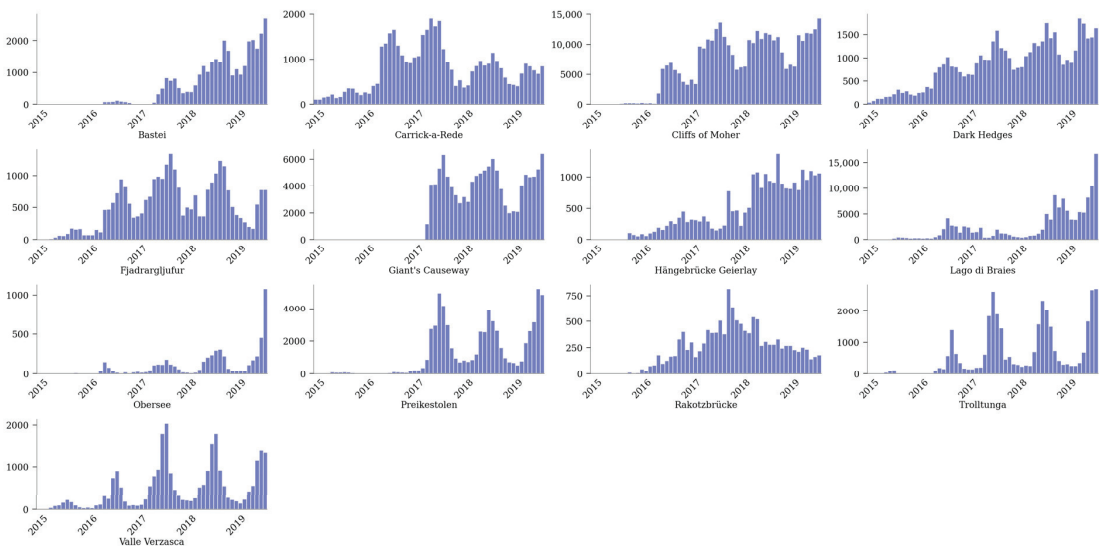 2000
1000
0
2015 2016 2017 2018 2019
Bastei
2000
1000
0
2015 2016 2017 2018 2019
Carrick-a-Rede
15,000
10,000
5000
0
2015 2016 2017 2018 2019
Cliffs of Moher
1500
1000
500
0
2015 2016 2017 2018 2019
Dark Hedges
1000
500
0
2015 2016 2017 2018 2019
Fjadrargljufur
6000
4000
2000
0
2015 2016 2017 2018 2019
Giant's Causeway
1000
500
0
2015 2016 2017 2018 2019
Hängebrücke Geierlay
15,000
10,000
5000
0
2015 2016 2017 2018 2019
Lago di Braies
1000
500
0
2015 2016 2017 2018 2019
Obersee
4000
2000
0
2015 2016 2017 2018 2019
Preikestolen
750
500
250
0
2015 2016 2017 2018 2019
Rakotzbrücke
2000
1000
0
2015 2016 2017 2018 2019
Trolltunga
2000
1000
0
2015 2016 2017 2018 2019
Valle Verzasca